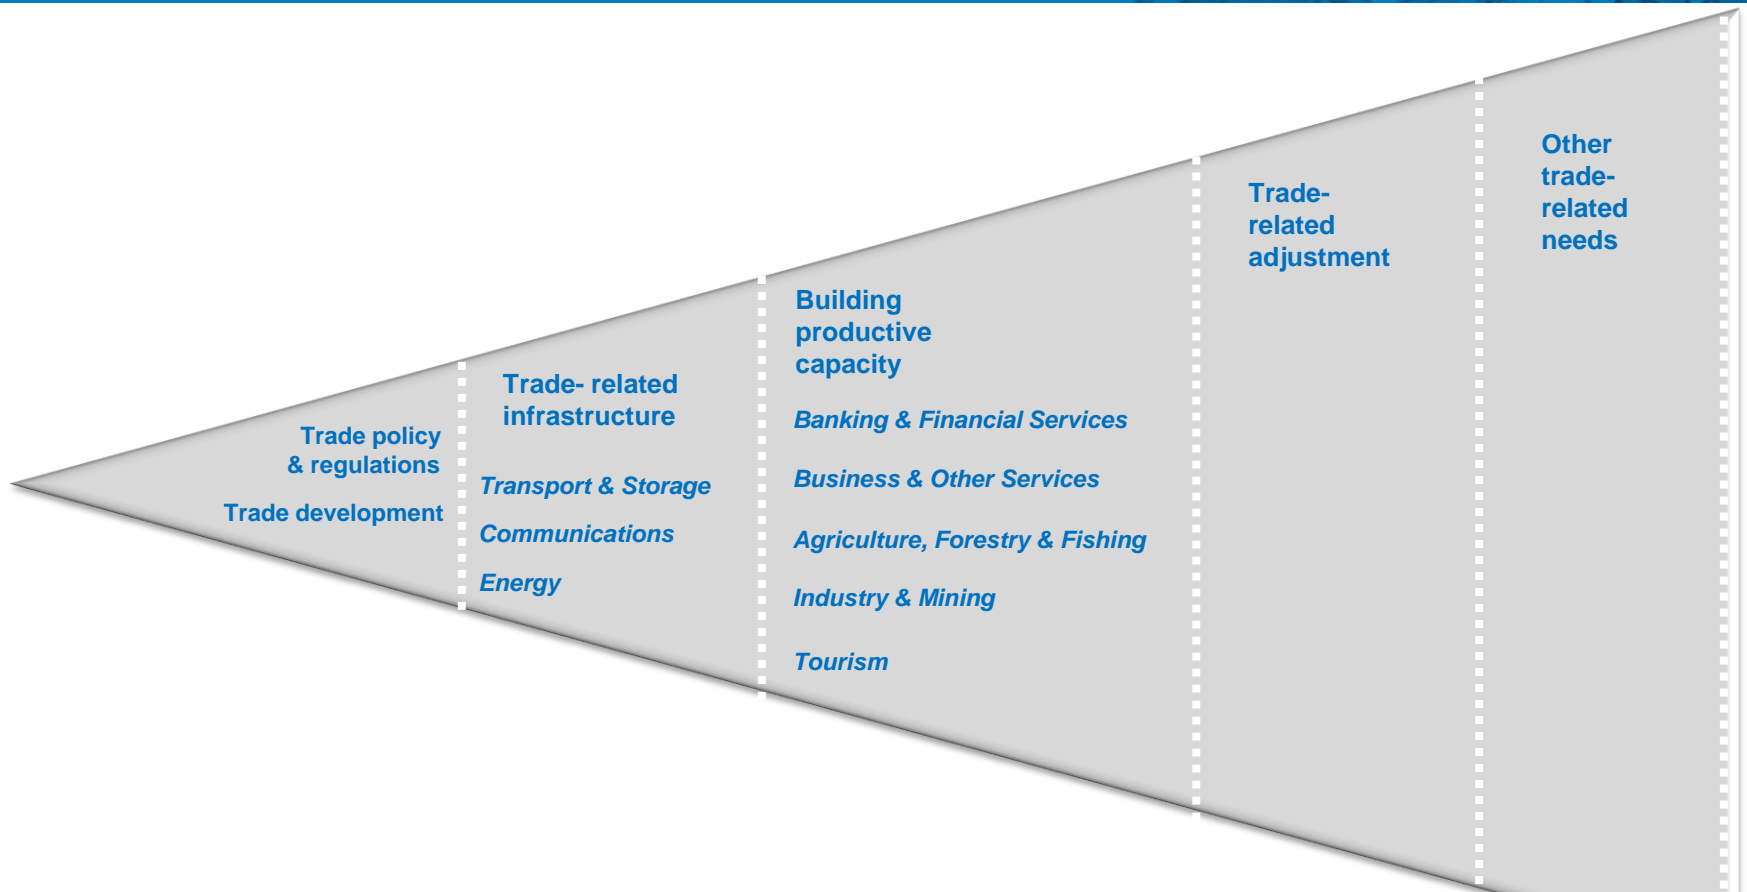 Trade policy
& regulations
Trade development
Trade- related
infrastructure
Transport & Storage
Communications
Energy
Building
productive
capacity
Banking & Financial Services
Business & Other Services
Agriculture, Forestry & Fishing
Industry & Mining
Tourism
Trade-
related
adjustment
Other
trade-
related
needs